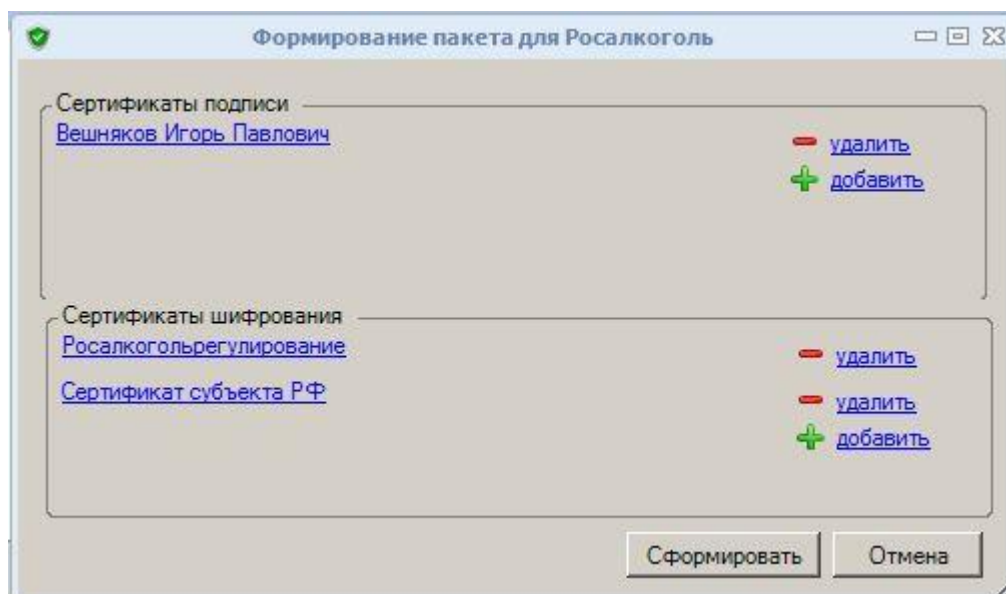 Формирование пакета для Росалкоголь
Сертификаты подписи
Вешняков Игорь Павлович
удалить
добавить
Сертификаты шифрования
Росалкогольрегулирование
удалить
Сертификат субъекта РФ
удалить
добавить
Сформировать
Отмена